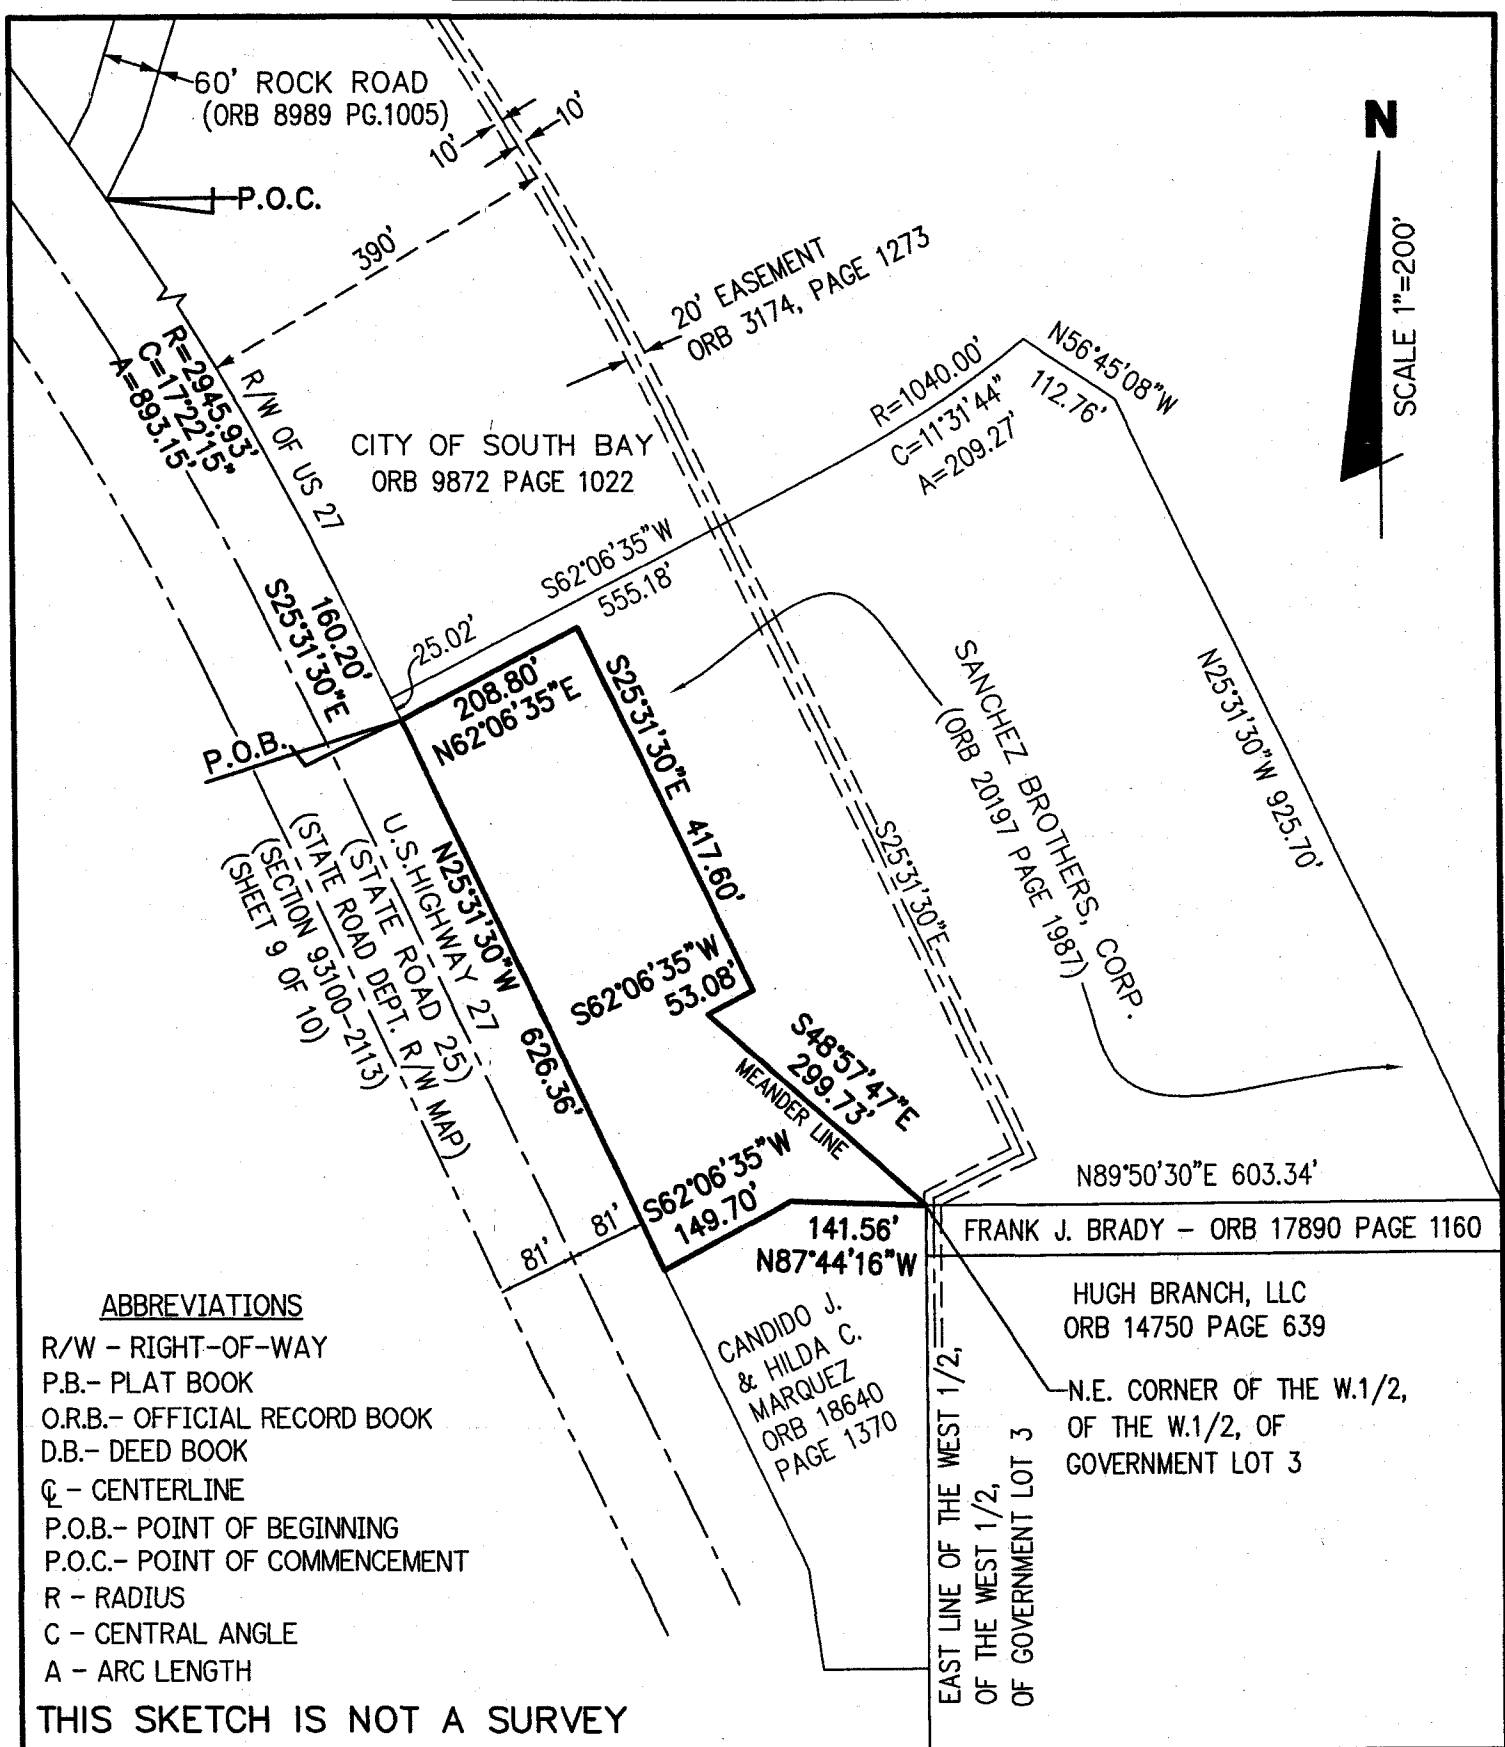 60' ROCK ROAD
(ORB 8989 PG.1005)
P.O.C.
10'
10'
N
SCALE 1"=200'
390'
20' EASEMENT
ORB 3174, PAGE 1273
R=2945.93'
C=17°22'15"
A=893.15'
R/W OF US 27
CITY OF SOUTH BAY
ORB 9872 PAGE 1022
R=1040.00'
C=11°31'44"
A=209.27'
N56°45'08"W
112.76'
S62°06'35"W
555.18'
25.02'
160.20'
S25°31'30"E
208.80'
N62°06'35"E
P.O.B.
S25°31'30"E 417.60'
SANCHEZ BROTHERS, CORP.
(ORB 20197 PAGE 1987)
N25°31'30"W 925.70'
S25°31'30"E
U.S.HIGHWAY 27
(STATE ROAD 25)
(STATE ROAD DEPT. R/W MAP)
(SECTION 93100-2113)
(SHEET 9 OF 10)
N25°31'30"W 626.36'
S62°06'35"W
53.08'
S48°57'47"E
299.73'
MEANDER LINE
S62°06'35"W
149.70'
81'
81'
141.56'
N87°44'16"W
N89°50'30"E 603.34'
FRANK J. BRADY - ORB 17890 PAGE 1160
HUGH BRANCH, LLC
ORB 14750 PAGE 639
N.E. CORNER OF THE W.1/2,
OF THE W.1/2, OF
GOVERNMENT LOT 3
CANDIDO J.
& HILDA C.
MARQUEZ
ORB 18640
PAGE 1370
EAST LINE OF THE WEST 1/2,
OF THE WEST 1/2,
OF GOVERNMENT LOT 3
ABBREVIATIONS
R/W - RIGHT-OF-WAY
P.B.- PLAT BOOK
O.R.B.- OFFICIAL RECORD BOOK
D.B.- DEED BOOK
℄ - CENTERLINE
P.O.B.- POINT OF BEGINNING
P.O.C.- POINT OF COMMENCEMENT
R - RADIUS
C - CENTRAL ANGLE
A - ARC LENGTH
THIS SKETCH IS NOT A SURVEY